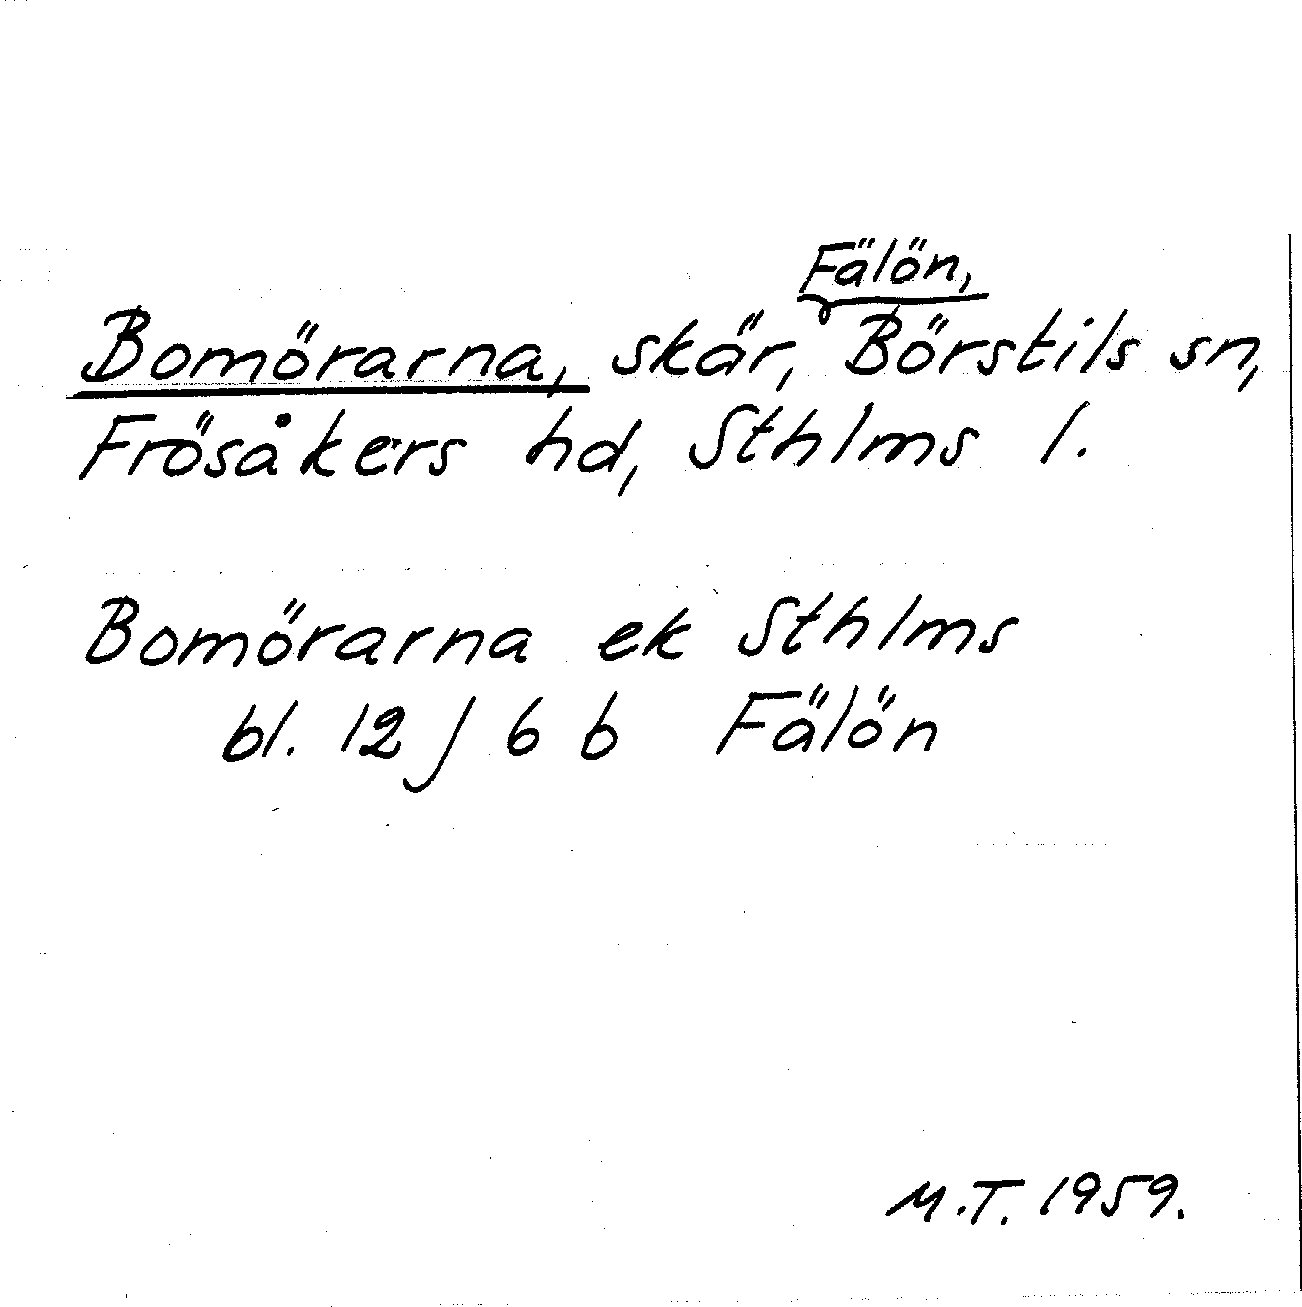 Fälön,
Bomörarna, skär, Börstils sn,
Frösåkers hd, Sthlms l.
Bomörarna ek Sthlms
bl. 12 J 6 b Fälön
M.T. 1959.